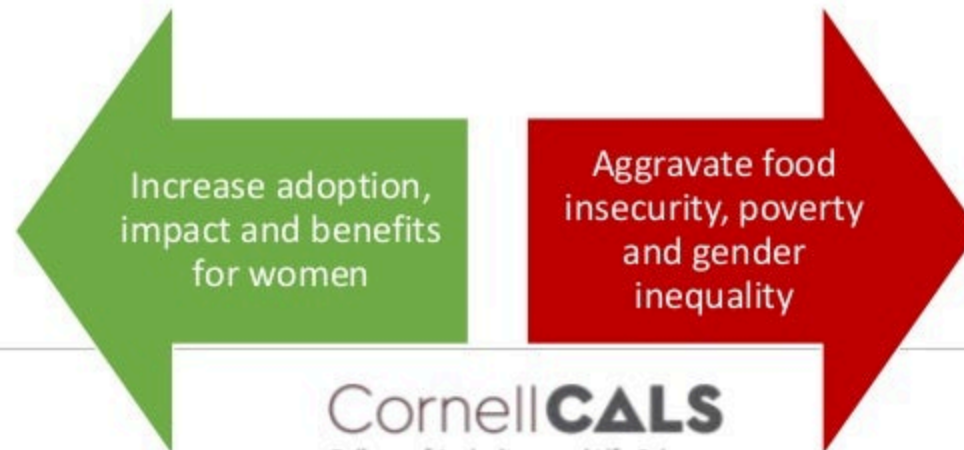 Increase adoption,
impact and benefits
for women
Aggravate food
insecurity, poverty
and gender
inequality
CornellCALS